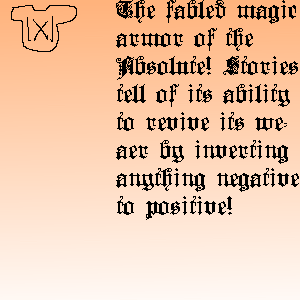 |X|
The fabled magic
armor of the
Absolute! Stories
tell of its ability
to revive its we-
aer by inverting
anything negative
to positive!